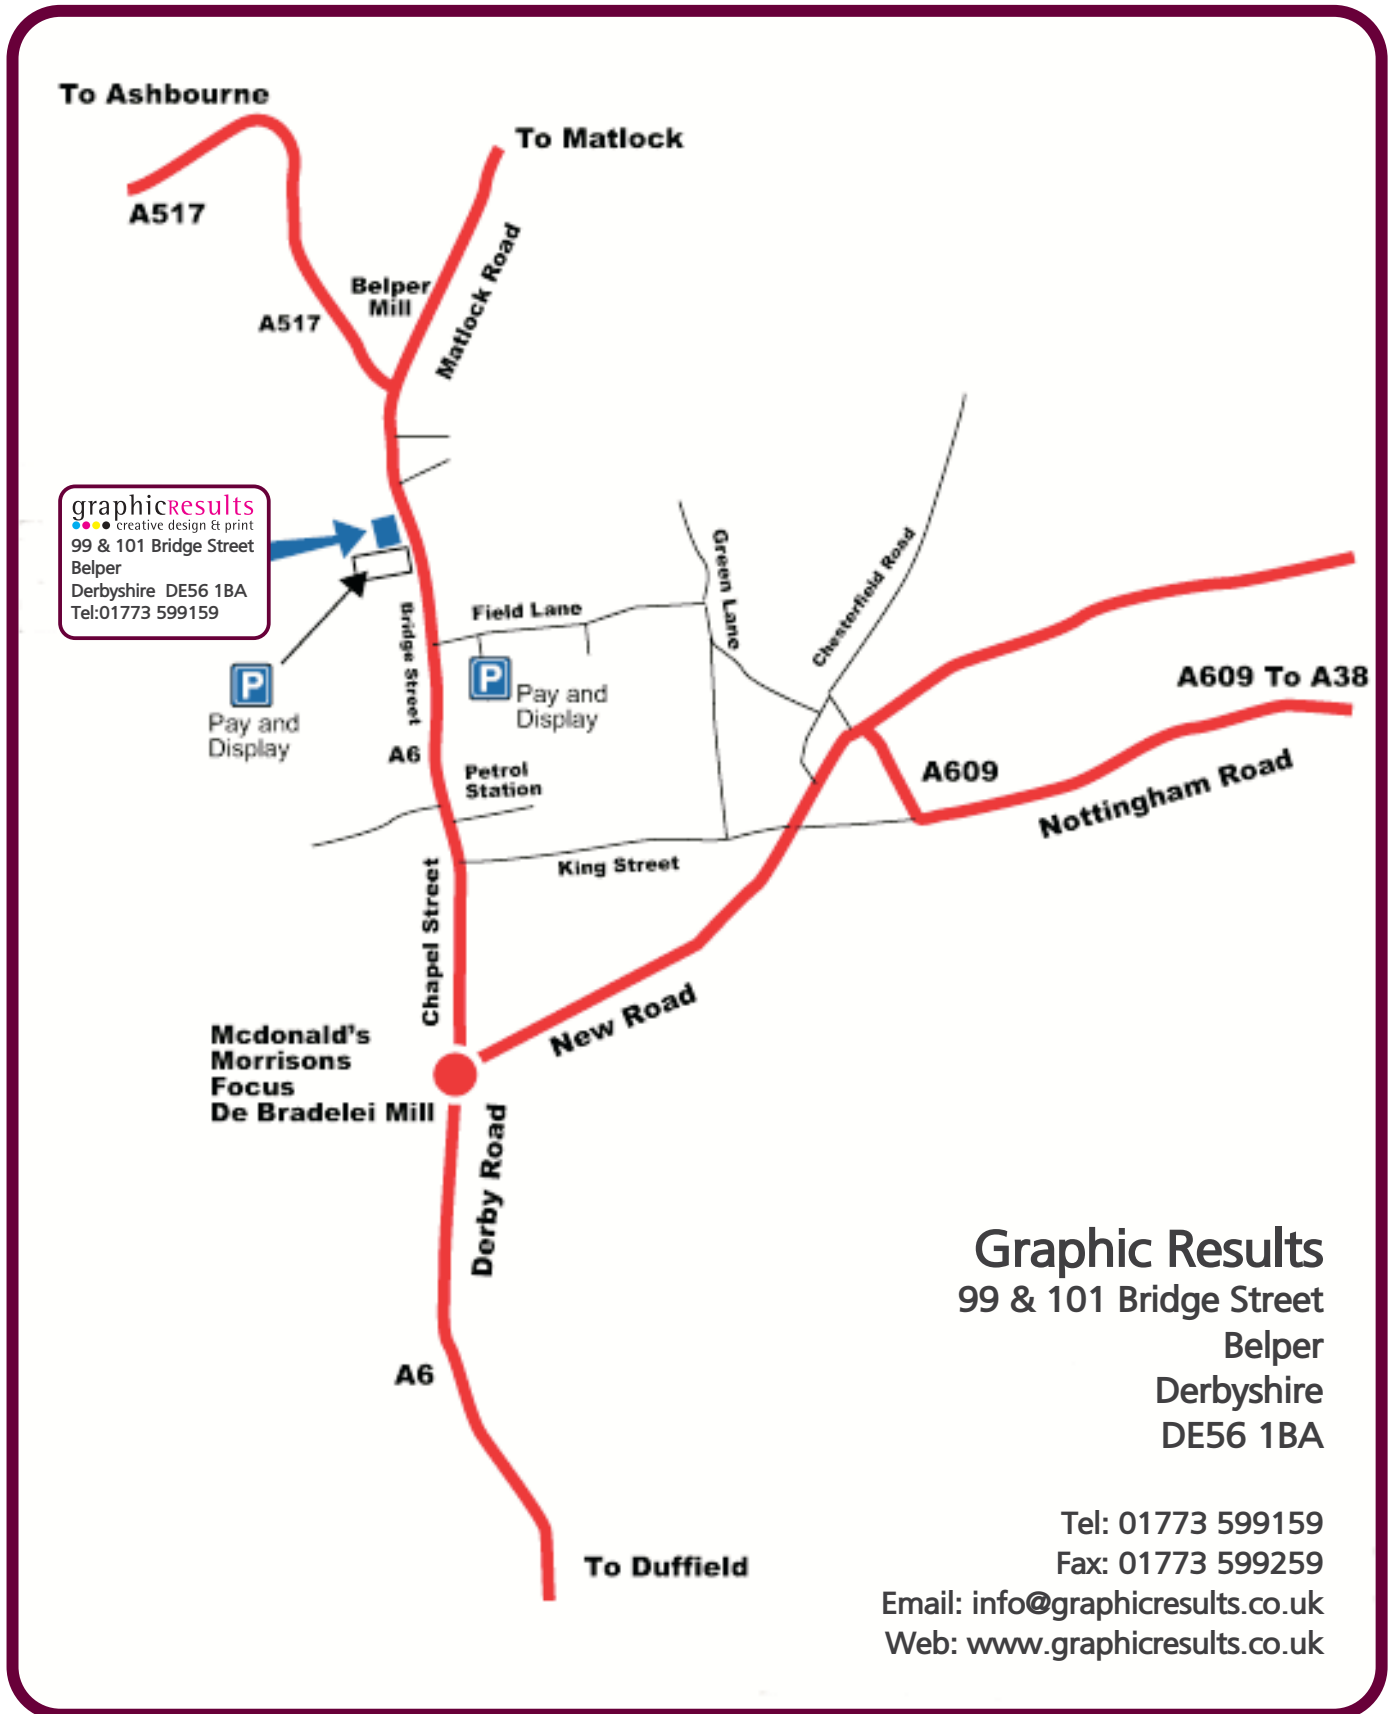 To Ashbourne
To Matlock
A517
Matlock Road
Belper
Mill
A517
graphicResults
creative design & print
99 & 101 Bridge Street
Belper
Derbyshire DE56 1BA
Tel:01773 599159
Green Lane
Chesterfield Road
Field Lane
Bridge Street
P
Pay and
Display
P
Pay and
Display
A609 To A38
A6
Petrol
Station
A609
Nottingham Road
King Street
Chapel Street
New Road
Mcdonald's
Morrisons
Focus
De Bradelei Mill
Derby Road
A6
To Duffield
Graphic Results
99 & 101 Bridge Street
Belper
Derbyshire
DE56 1BA
Tel: 01773 599159
Fax: 01773 599259
Email: info@graphicresults.co.uk
Web: www.graphicresults.co.uk